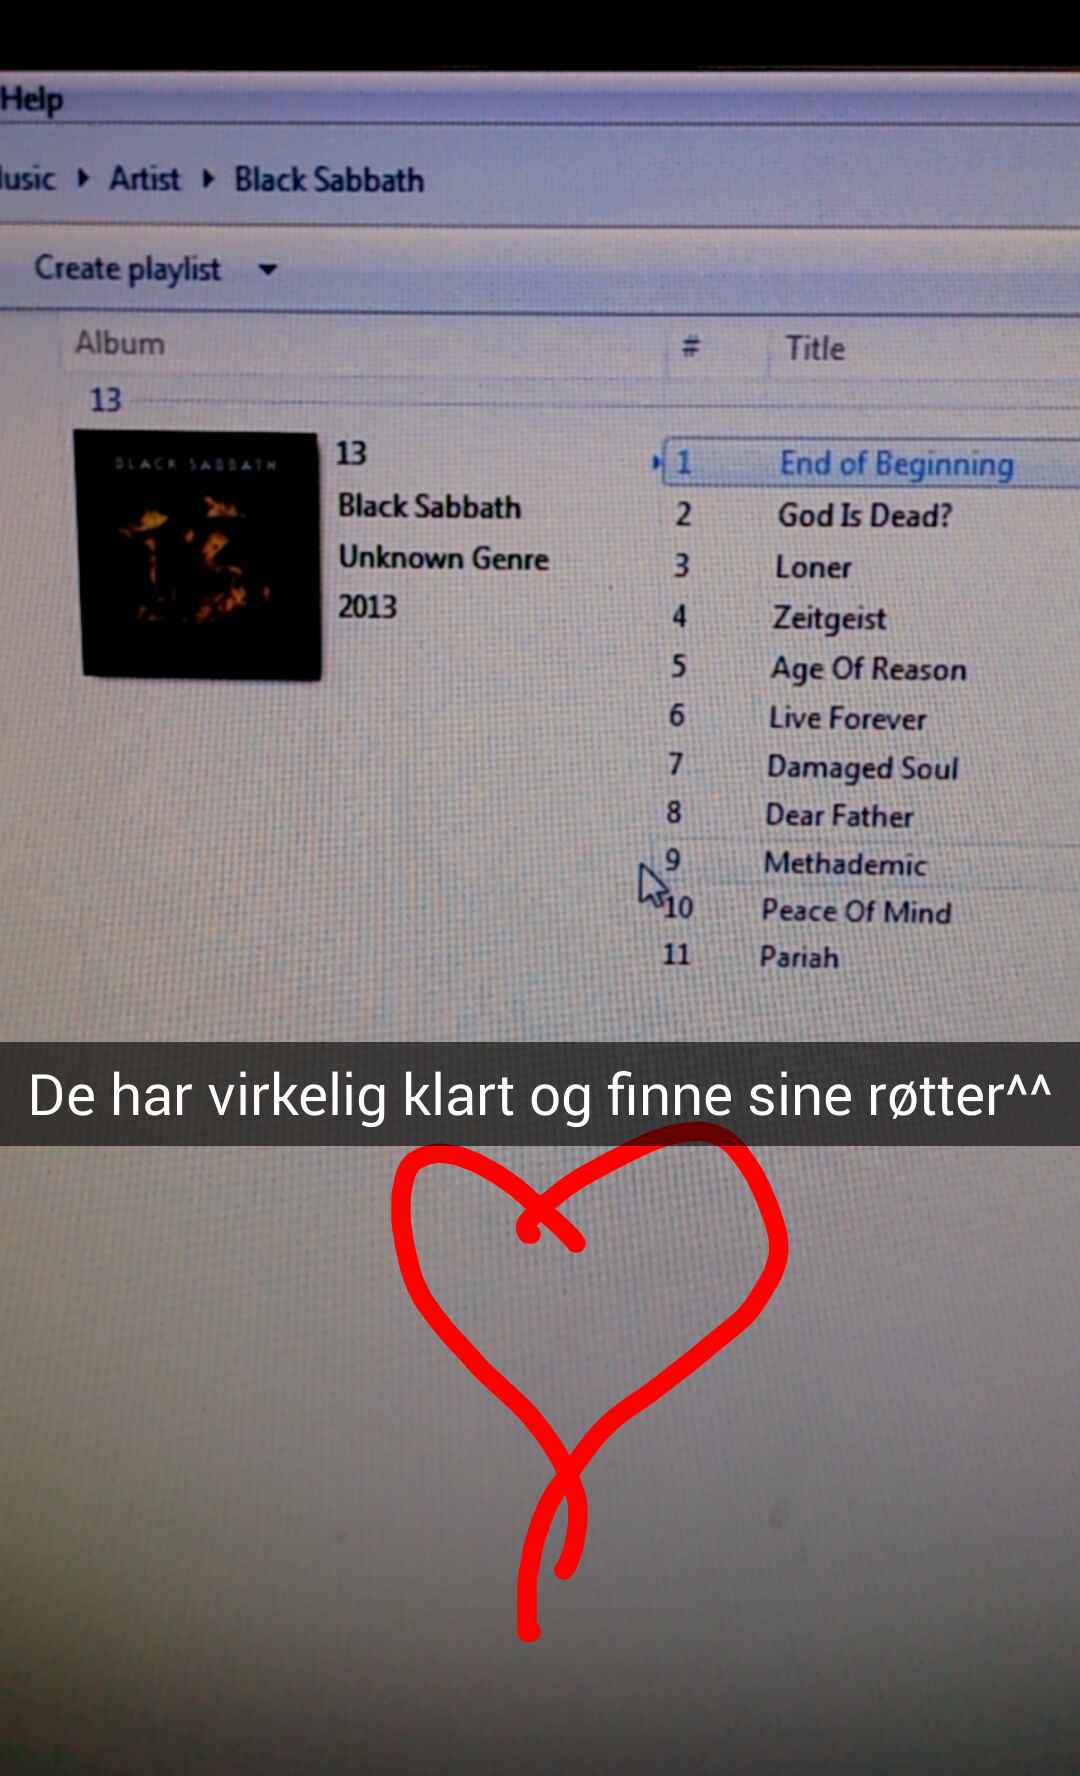 Help
Music ▸ Artist ▸ Black Sabbath
Create playlist
Album # Title
13
BLACK SABBATH
13
Black Sabbath
Unknown Genre
2013
1 End of Beginning
2 God Is Dead?
3 Loner
4 Zeitgeist
5 Age Of Reason
6 Live Forever
7 Damaged Soul
8 Dear Father
9 Methademic
10 Peace Of Mind
11 Pariah
De har virkelig klart og finne sine røtter^^